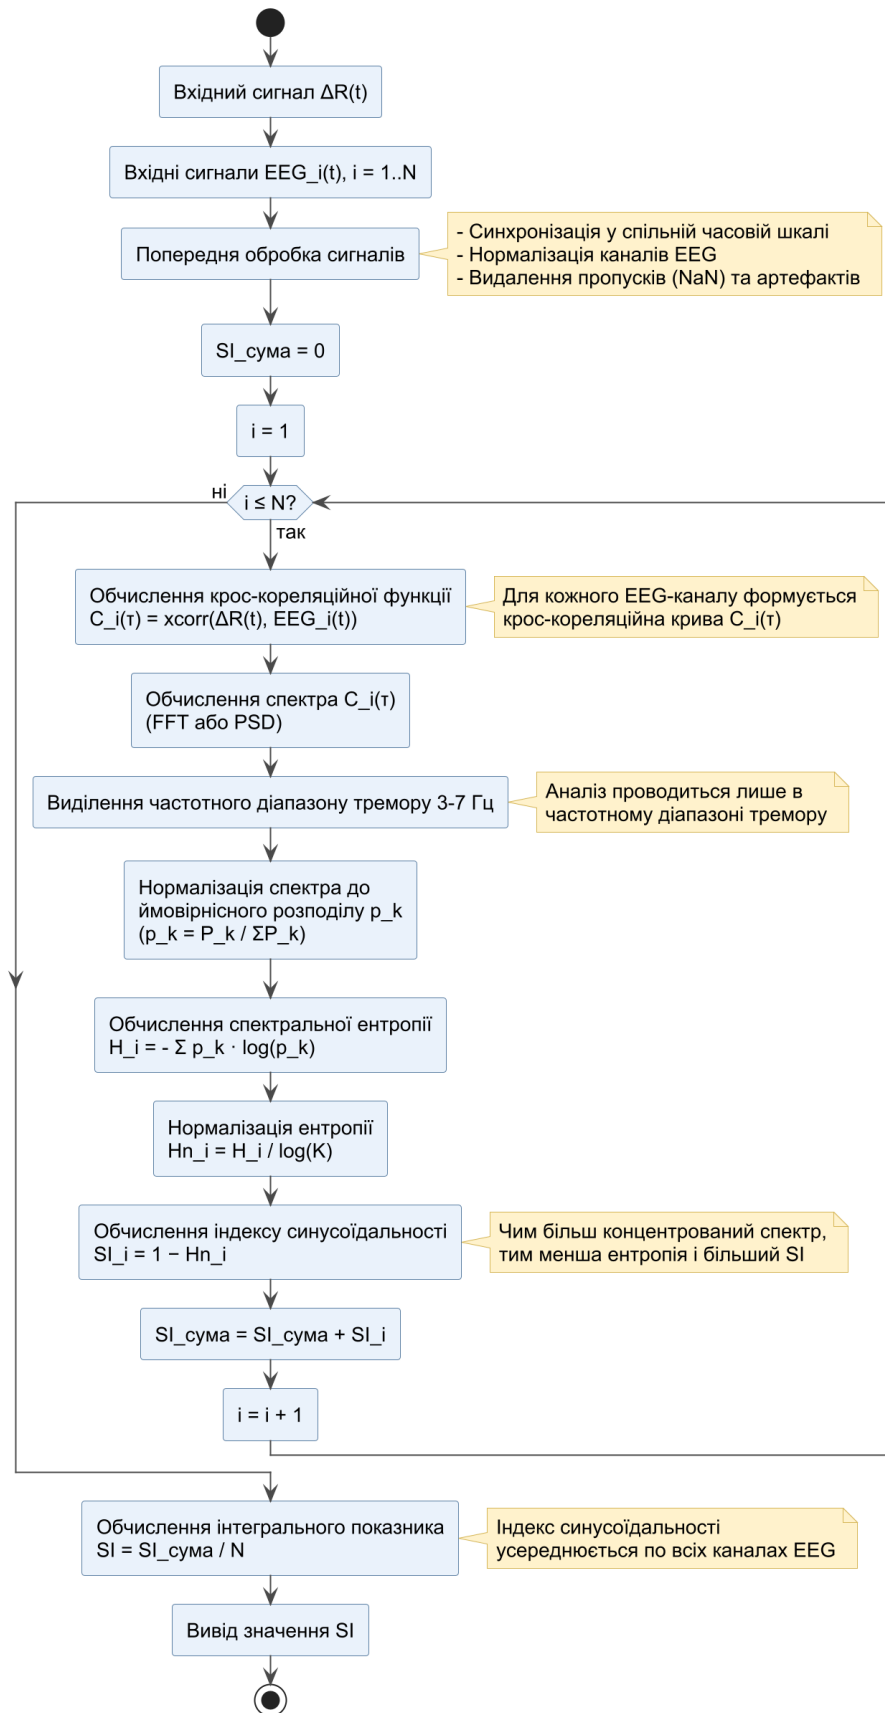 Вхідний сигнал ΔR(t)
Вхідні сигнали EEG_i(t), i = 1..N
Попередня обробка сигналів
- Синхронізація у спільній часовій шкалі
- Нормалізація каналів EEG
- Видалення пропусків (NaN) та артефактів
SI_сума = 0
i = 1
ні
i ≤ N?
так
Обчислення крос-кореляційної функції
C_i(τ) = xcorr(ΔR(t), EEG_i(t))
Для кожного EEG-каналу формується
крос-кореляційна крива C_i(τ)
Обчислення спектра C_i(τ)
(FFT або PSD)
Виділення частотного діапазону тремору 3-7 Гц
Аналіз проводиться лише в
частотному діапазоні тремору
Нормалізація спектра до
ймовірнісного розподілу p_k
(p_k = P_k / ΣP_k)
Обчислення спектральної ентропії
H_i = - Σ p_k · log(p_k)
Нормалізація ентропії
Hn_i = H_i / log(K)
Обчислення індексу синусоїдальності
SI_i = 1 − Hn_i
Чим більш концентрований спектр,
тим менша ентропія і більший SI
SI_сума = SI_сума + SI_i
i = i + 1
Обчислення інтегрального показника
SI = SI_сума / N
Індекс синусоїдальності
усереднюється по всіх каналах EEG
Вивід значення SI